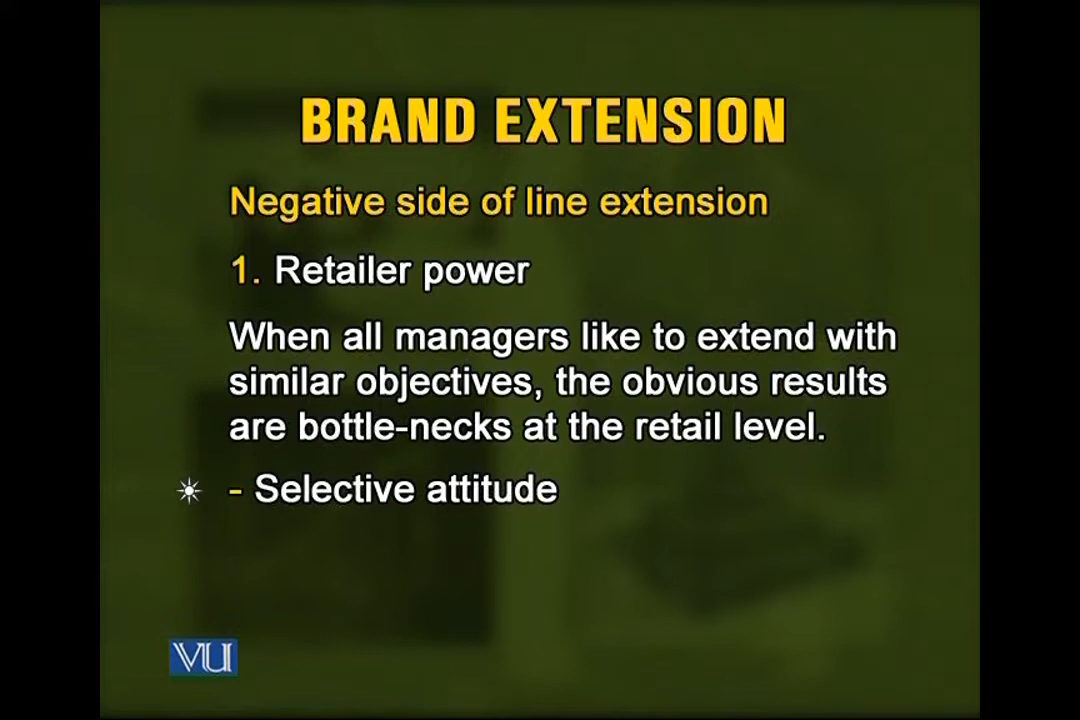 BRAND EXTENSION
Negative side of line extension
1. Retailer power
When all managers like to extend with
similar objectives, the obvious results
are bottle-necks at the retail level.
- Selective attitude
VU